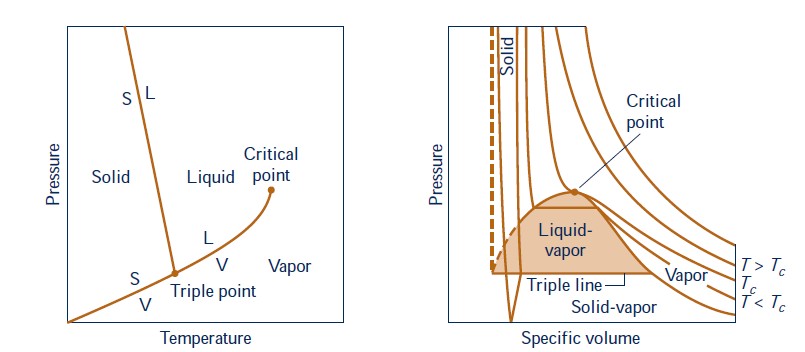 Pressure
S
L
Solid
Liquid
Critical
point
L
V
Vapor
S
V
Triple point
Temperature
Pressure
Solid
Critical
point
Liquid-
vapor
Triple line
Solid-vapor
Vapor
T > Tc
Tc
T < Tc
Specific volume